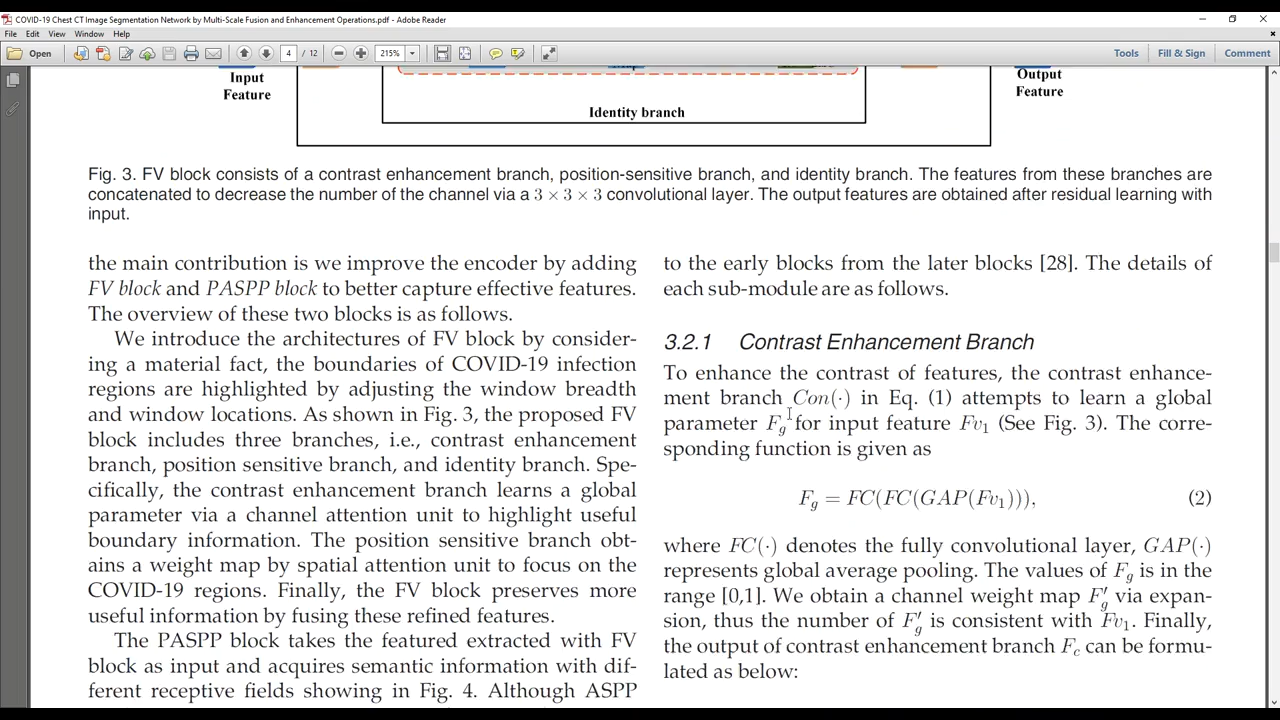 COVID-19 Chest CT Image Segmentation Network by Multi-Scale Fusion and Enhancement Operations.pdf - Adobe Reader
File Edit View Window Help
Open 4 / 12 215% Tools Fill & Sign Comment
Input
Feature
Output
Feature
Identity branch
Fig. 3. FV block consists of a contrast enhancement branch, position-sensitive branch, and identity branch. The features from these branches are
concatenated to decrease the number of the channel via a 3 × 3 × 3 convolutional layer. The output features are obtained after residual learning with
input.
the main contribution is we improve the encoder by adding
FV block and PASPP block to better capture effective features.
The overview of these two blocks is as follows.
We introduce the architectures of FV block by consider-
ing a material fact, the boundaries of COVID-19 infection
regions are highlighted by adjusting the window breadth
and window locations. As shown in Fig. 3, the proposed FV
block includes three branches, i.e., contrast enhancement
branch, position sensitive branch, and identity branch. Spe-
cifically, the contrast enhancement branch learns a global
parameter via a channel attention unit to highlight useful
boundary information. The position sensitive branch obt-
ains a weight map by spatial attention unit to focus on the
COVID-19 regions. Finally, the FV block preserves more
useful information by fusing these refined features.
The PASPP block takes the featured extracted with FV
block as input and acquires semantic information with dif-
ferent receptive fields showing in Fig. 4. Although ASPP
to the early blocks from the later blocks [28]. The details of
each sub-module are as follows.
3.2.1 Contrast Enhancement Branch
To enhance the contrast of features, the contrast enhance-
ment branch Con(·) in Eq. (1) attempts to learn a global
parameter F_g for input feature Fv₁ (See Fig. 3). The corre-
sponding function is given as
F_g = FC(FC(GAP(Fv₁))), (2)
where FC(·) denotes the fully convolutional layer, GAP(·)
represents global average pooling. The values of F_g is in the
range [0,1]. We obtain a channel weight map F′_g via expan-
sion, thus the number of F′_g is consistent with Fv₁. Finally,
the output of contrast enhancement branch F_c can be formu-
lated as below: